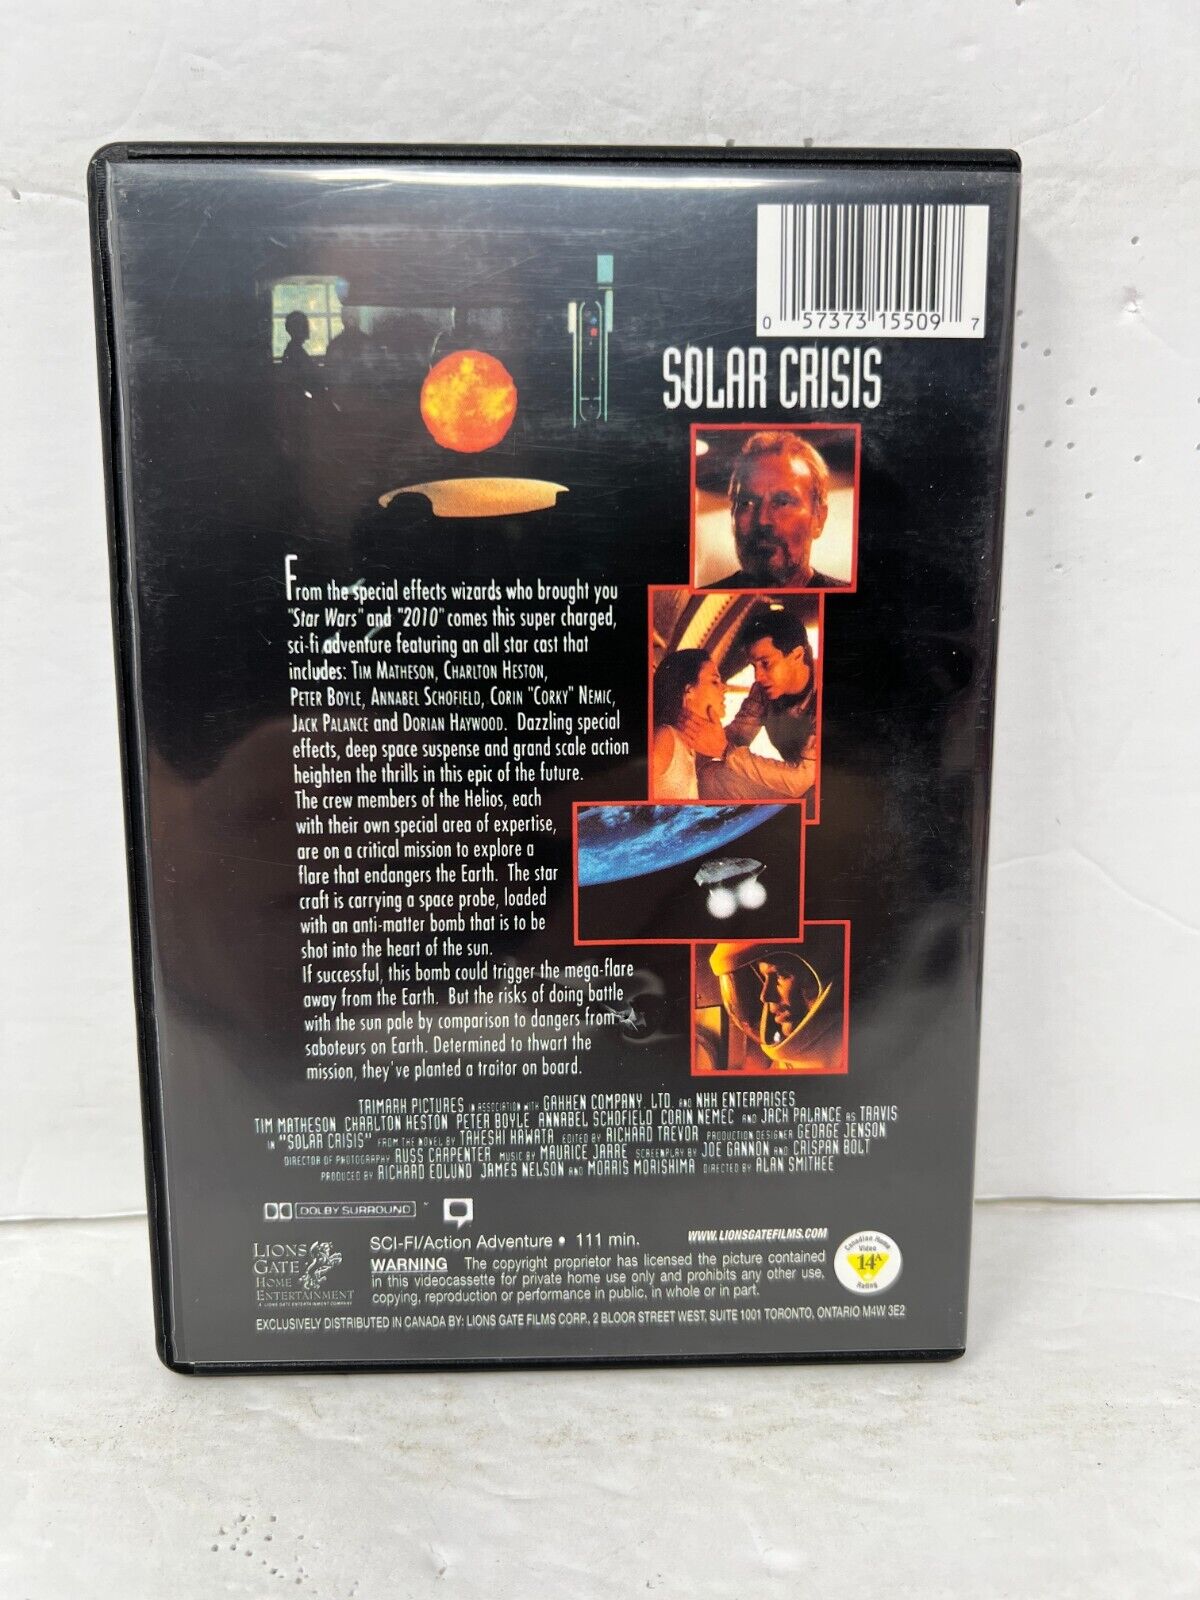 0 57373 15509 7
SOLAR CRISIS
From the special effects wizards who brought you
"Star Wars" and "2010" comes this super charged,
sci-fi adventure featuring an all star cast that
includes: TIM MATHESON, CHARLTON HESTON,
PETER BOYLE, ANNABEL SCHOFIELD, CORIN "CORKY" NEMIC,
JACK PALANCE and DORIAN HAYWOOD. Dazzling special
effects, deep space suspense and grand scale action
heighten the thrills in this epic of the future.
The crew members of the Helios, each
with their own special area of expertise,
are on a critical mission to explore a
flare that endangers the Earth. The star
craft is carrying a space probe, loaded
with an anti-matter bomb that is to be
shot into the heart of the sun.
If successful, this bomb could trigger the mega-flare
away from the Earth. But the risks of doing battle
with the sun pale by comparison to dangers from
saboteurs on Earth. Determined to thwart the
mission, they've planted a traitor on board.
TRIMARK PICTURES IN ASSOCIATION WITH GAKKEN COMPANY, LTD. AND NHK ENTERPRISES
TIM MATHESON CHARLTON HESTON PETER BOYLE ANNABEL SCHOFIELD CORIN NEMEC AND JACK PALANCE AS TRAVIS
IN "SOLAR CRISIS" FROM THE NOVEL BY TAKESHI KAWATA EDITED BY RICHARD TREVOR PRODUCTION DESIGNER GEORGE JENSON
DIRECTOR OF PHOTOGRAPHY RUSS CARPENTER MUSIC BY MAURICE JARRE SCREENPLAY BY JOE GANNON AND CRISPAN BOLT
PRODUCED BY RICHARD EDLUND JAMES NELSON AND MORRIS MORISHIMA DIRECTED BY ALAN SMITHEE
DOLBY SURROUND
SCI-FI/Action Adventure • 111 min.
WWW.LIONSGATEFILMS.COM
LIONS
GATE
HOME
ENTERTAINMENT
A LIONS GATE ENTERTAINMENT COMPANY
WARNING The copyright proprietor has licensed the picture contained
in this videocassette for private home use only and prohibits any other use,
copying, reproduction or performance in public, in whole or in part.
Canadian Home
Video
14A
Rating
EXCLUSIVELY DISTRIBUTED IN CANADA BY: LIONS GATE FILMS CORP., 2 BLOOR STREET WEST, SUITE 1001 TORONTO, ONTARIO M4W 3E2